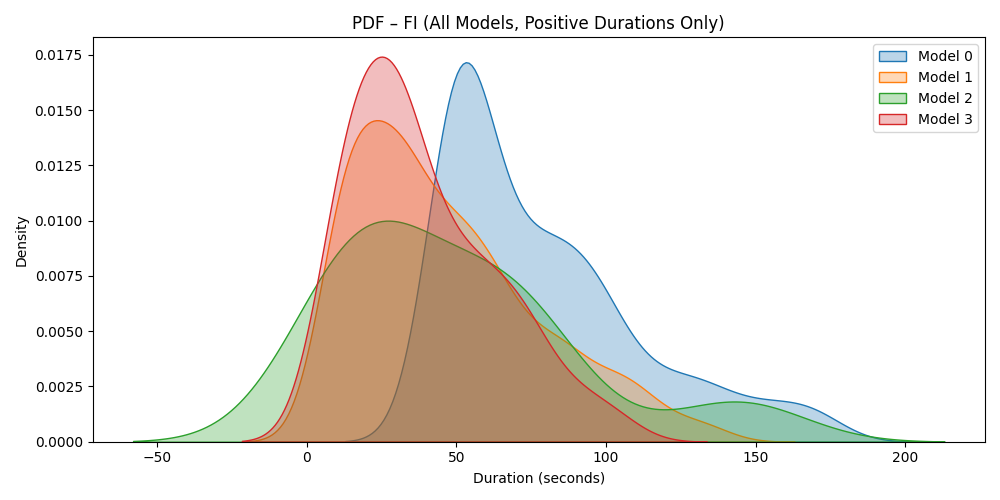 PDF – FI (All Models, Positive Durations Only)
Model 0
Model 1
Model 2
Model 3
0.0175
0.0150
0.0125
0.0100
0.0075
0.0050
0.0025
0.0000
Density
−50
0
50
100
150
200
Duration (seconds)